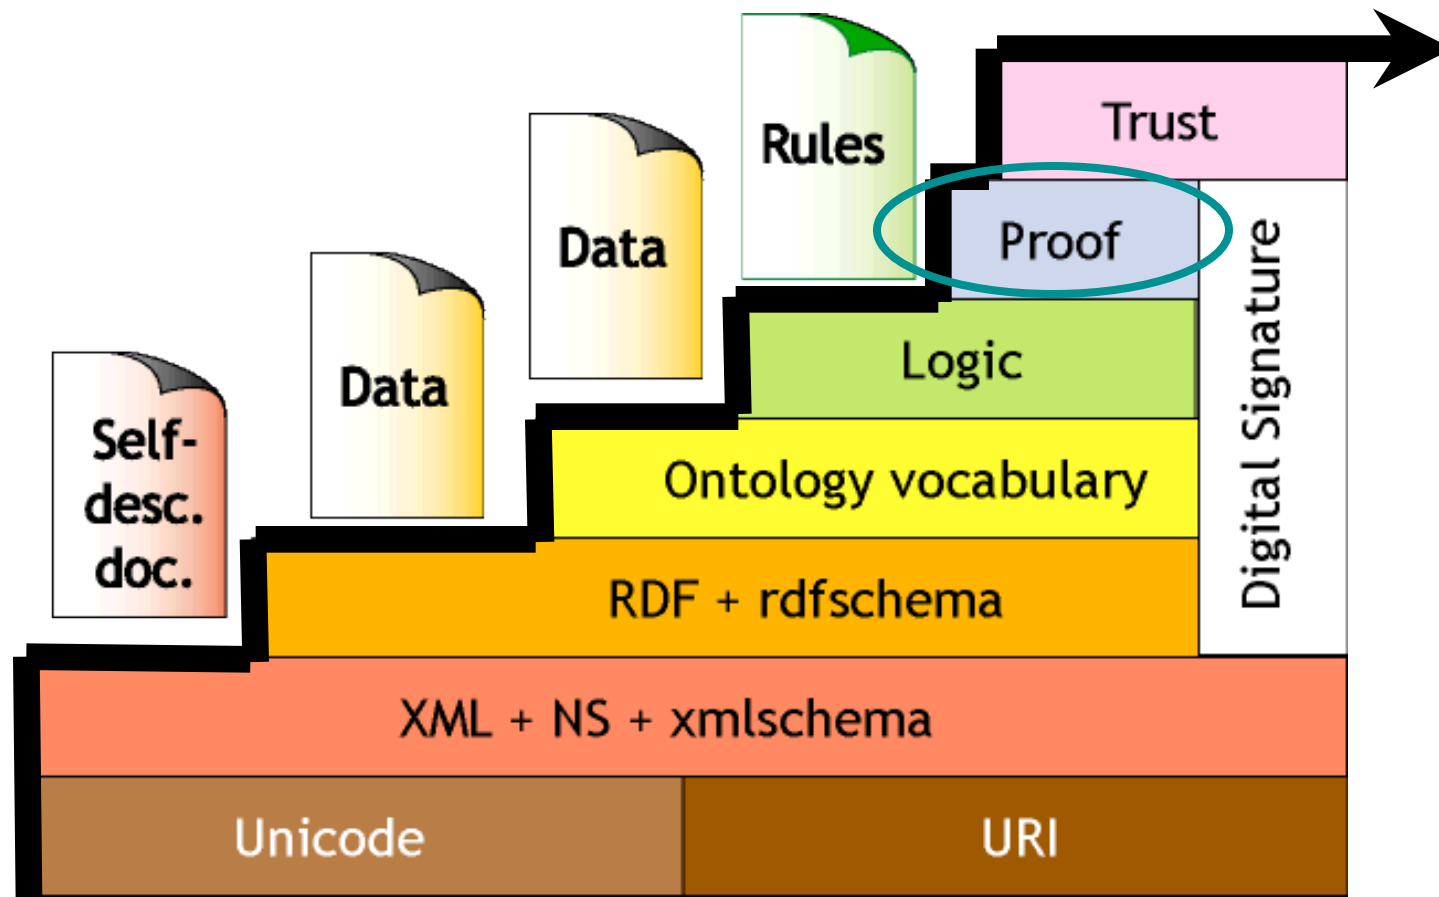 Trust
Rules
Proof
Data
Logic
Data
Digital Signature
Self-
desc.
doc.
Ontology vocabulary
RDF + rdfschema
XML + NS + xmlschema
Unicode
URI